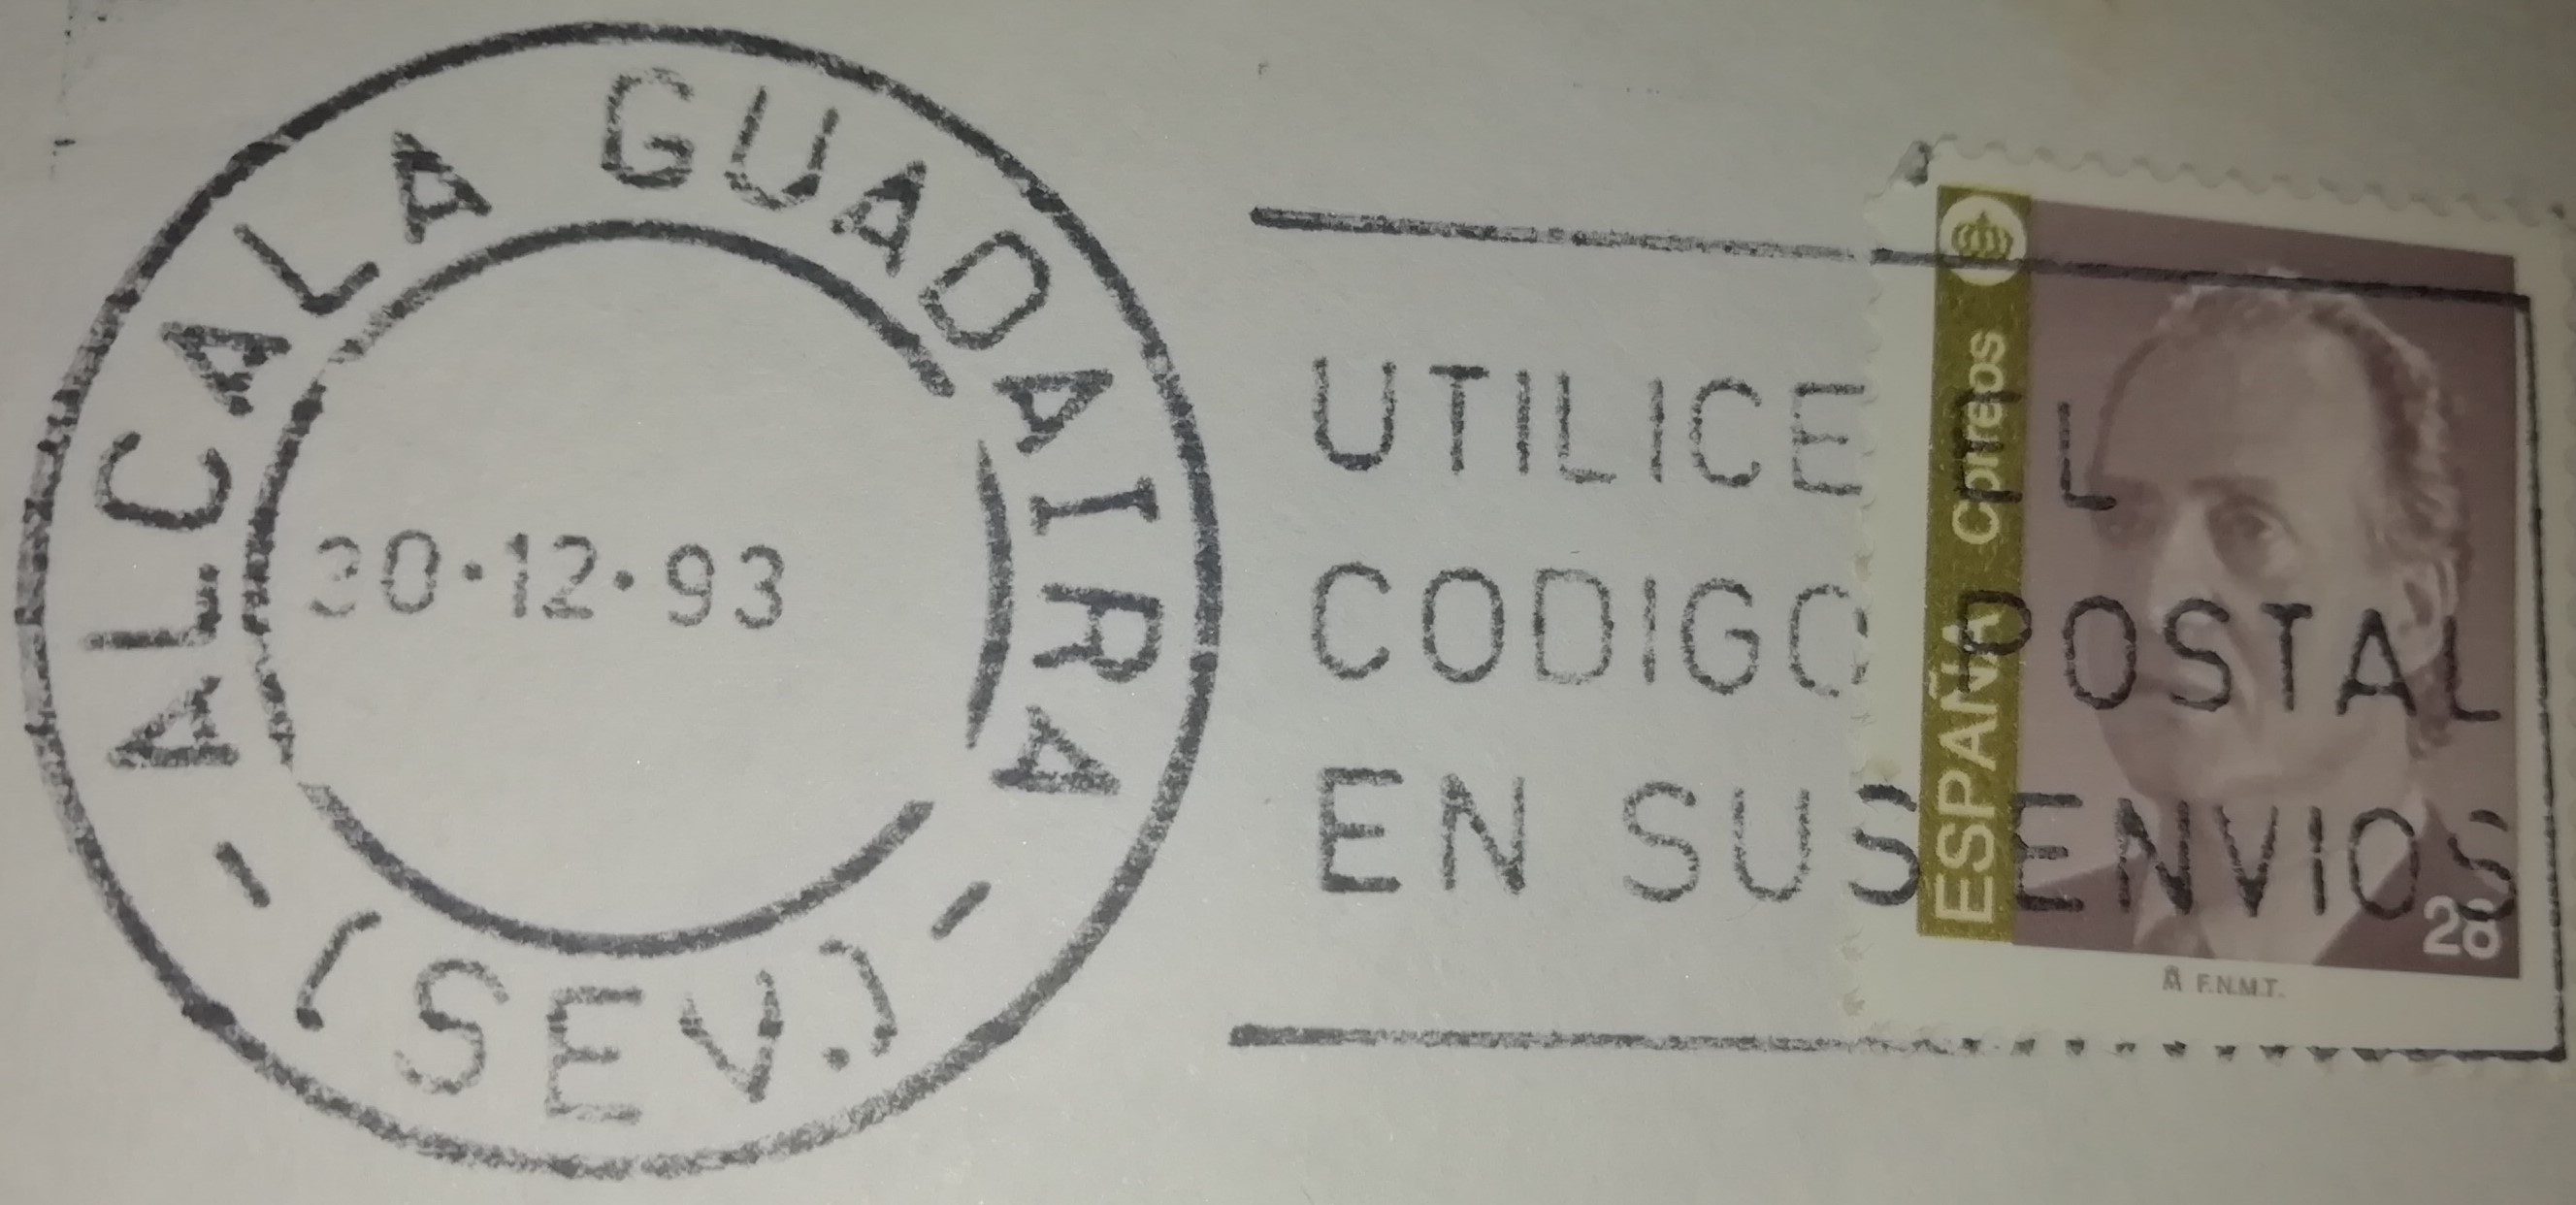 ALCALA GUADAIRA
30·12·93
- (SEV.) -
UTILICE EL
CODIGO POSTAL
EN SUS ENVIOS
ESPAÑA Correos
28
F.N.M.T.